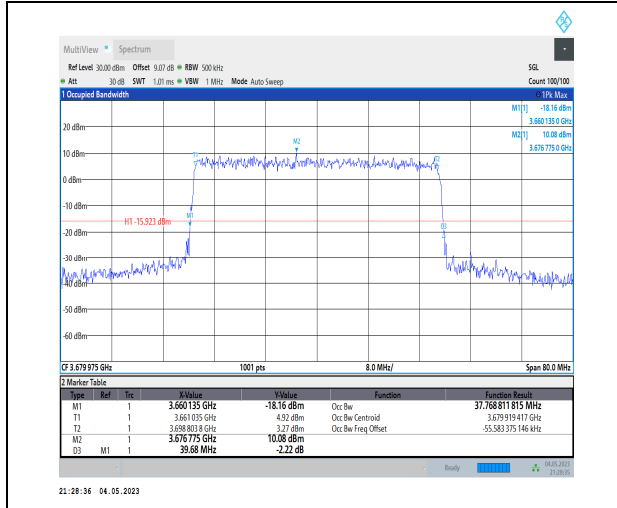 MultiView Spectrum
Ref Level 30.00 dBm Offset 9.07 dB RBW 500 kHz SGL
Att 30 dB SWT 1.01 ms VBW 1 MHz Mode Auto Sweep Count 100/100
1 Occupied Bandwidth 1Pk Max
M1[1] -18.16 dBm
3.660 135 0 GHz
M2[1] 10.08 dBm
3.676 775 0 GHz
20 dBm
M2
10 dBm
T1 T2
0 dBm
-10 dBm
M1
H1 -15.923 dBm
D3
-20 dBm
-30 dBm
-40 dBm
-50 dBm
-60 dBm
CF 3.679 975 GHz 1001 pts 8.0 MHz/ Span 80.0 MHz
2 Marker Table
Type Ref Trc X-Value Y-Value Function Function Result
M1 1 3.660 135 GHz -18.16 dBm Occ Bw 37.768 811 815 MHz
T1 1 3.661 035 GHz 4.92 dBm Occ Bw Centroid 3.679 919 417 GHz
T2 1 3.698 803 8 GHz 3.27 dBm Occ Bw Freq Offset -55.583 375 146 kHz
M2 1 3.676 775 GHz 10.08 dBm
D3 M1 1 39.68 MHz -2.22 dB
Ready 04.05.2023
21:28:35
21:28:36 04.05.2023